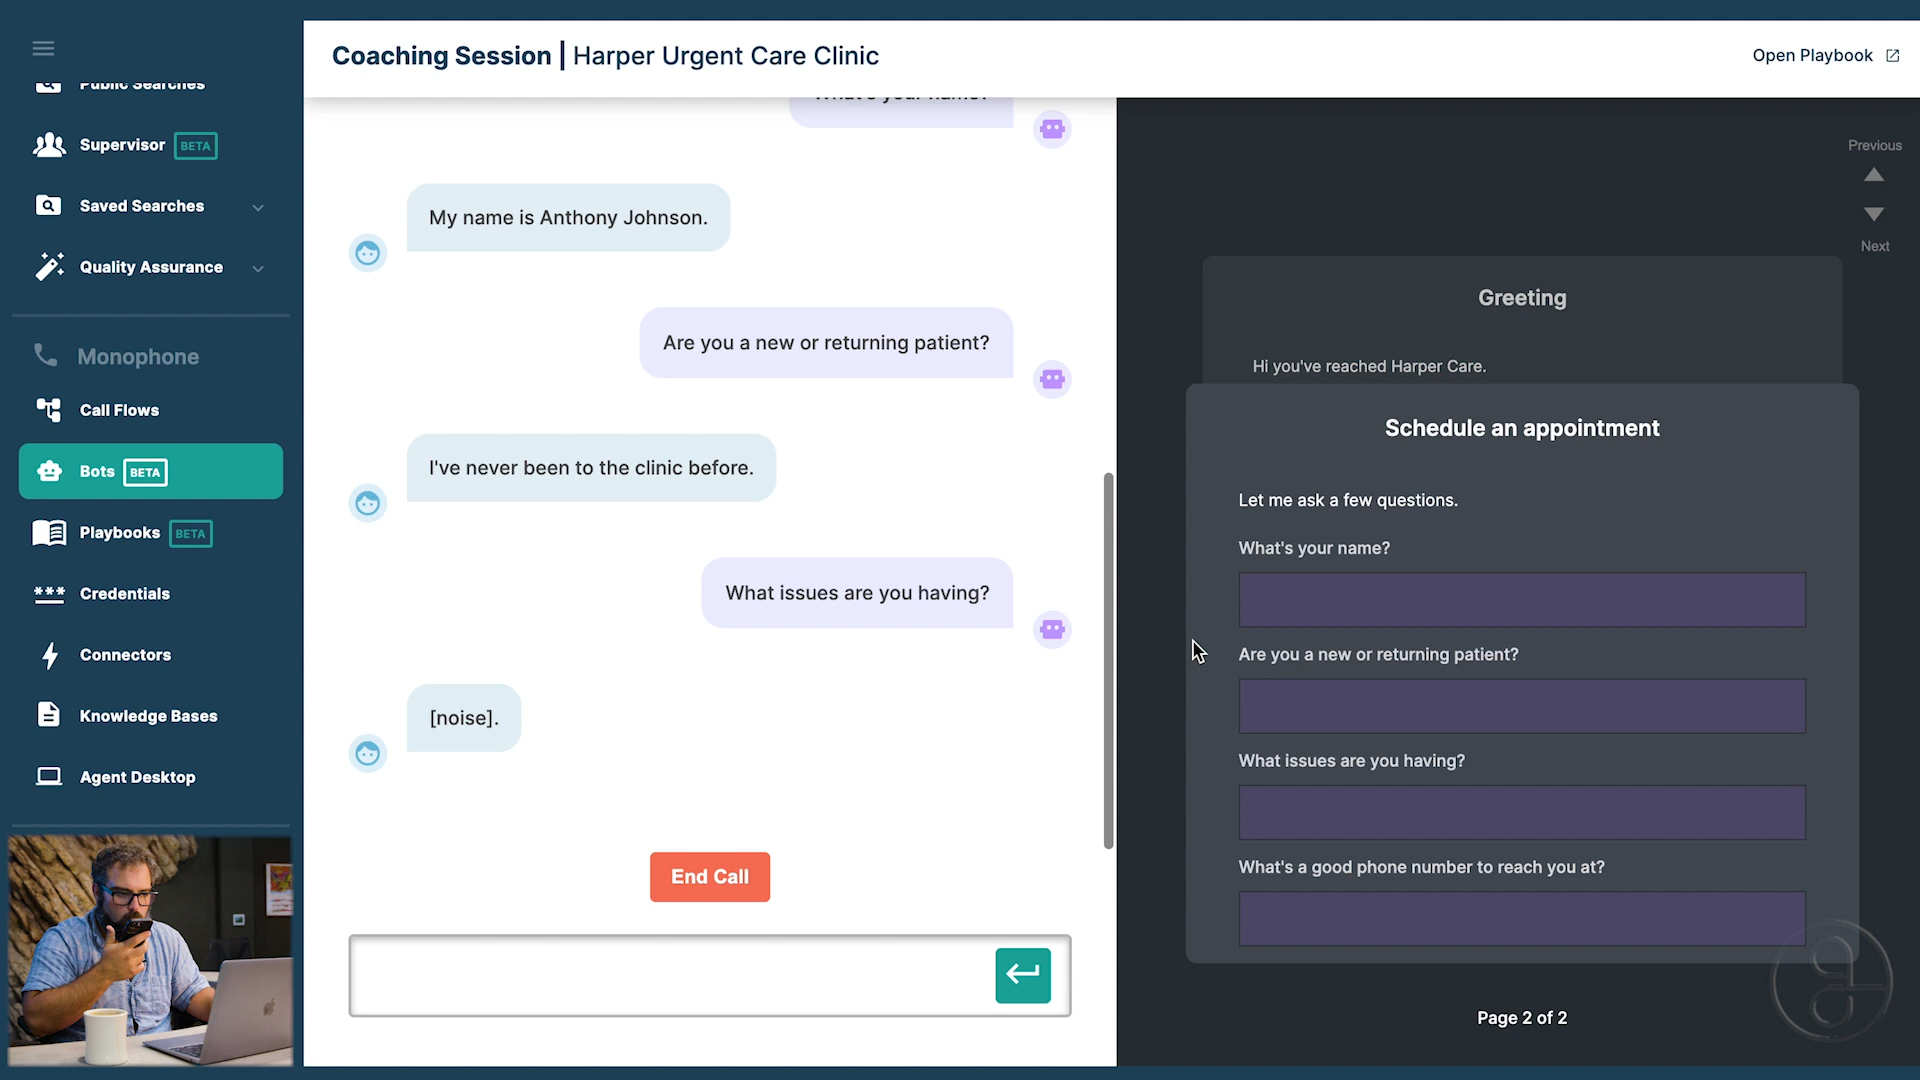 Coaching Session | Harper Urgent Care Clinic
Open Playbook
Public Searches
Supervisor BETA
Saved Searches
Quality Assurance
Monophone
Call Flows
Bots BETA
Playbooks BETA
Credentials
Connectors
Knowledge Bases
Agent Desktop
What's your name?
My name is Anthony Johnson.
Are you a new or returning patient?
I've never been to the clinic before.
What issues are you having?
[noise].
End Call
Previous
Next
Greeting
Hi you've reached Harper Care.
Schedule an appointment
Let me ask a few questions.
What's your name?
Are you a new or returning patient?
What issues are you having?
What's a good phone number to reach you at?
Page 2 of 2